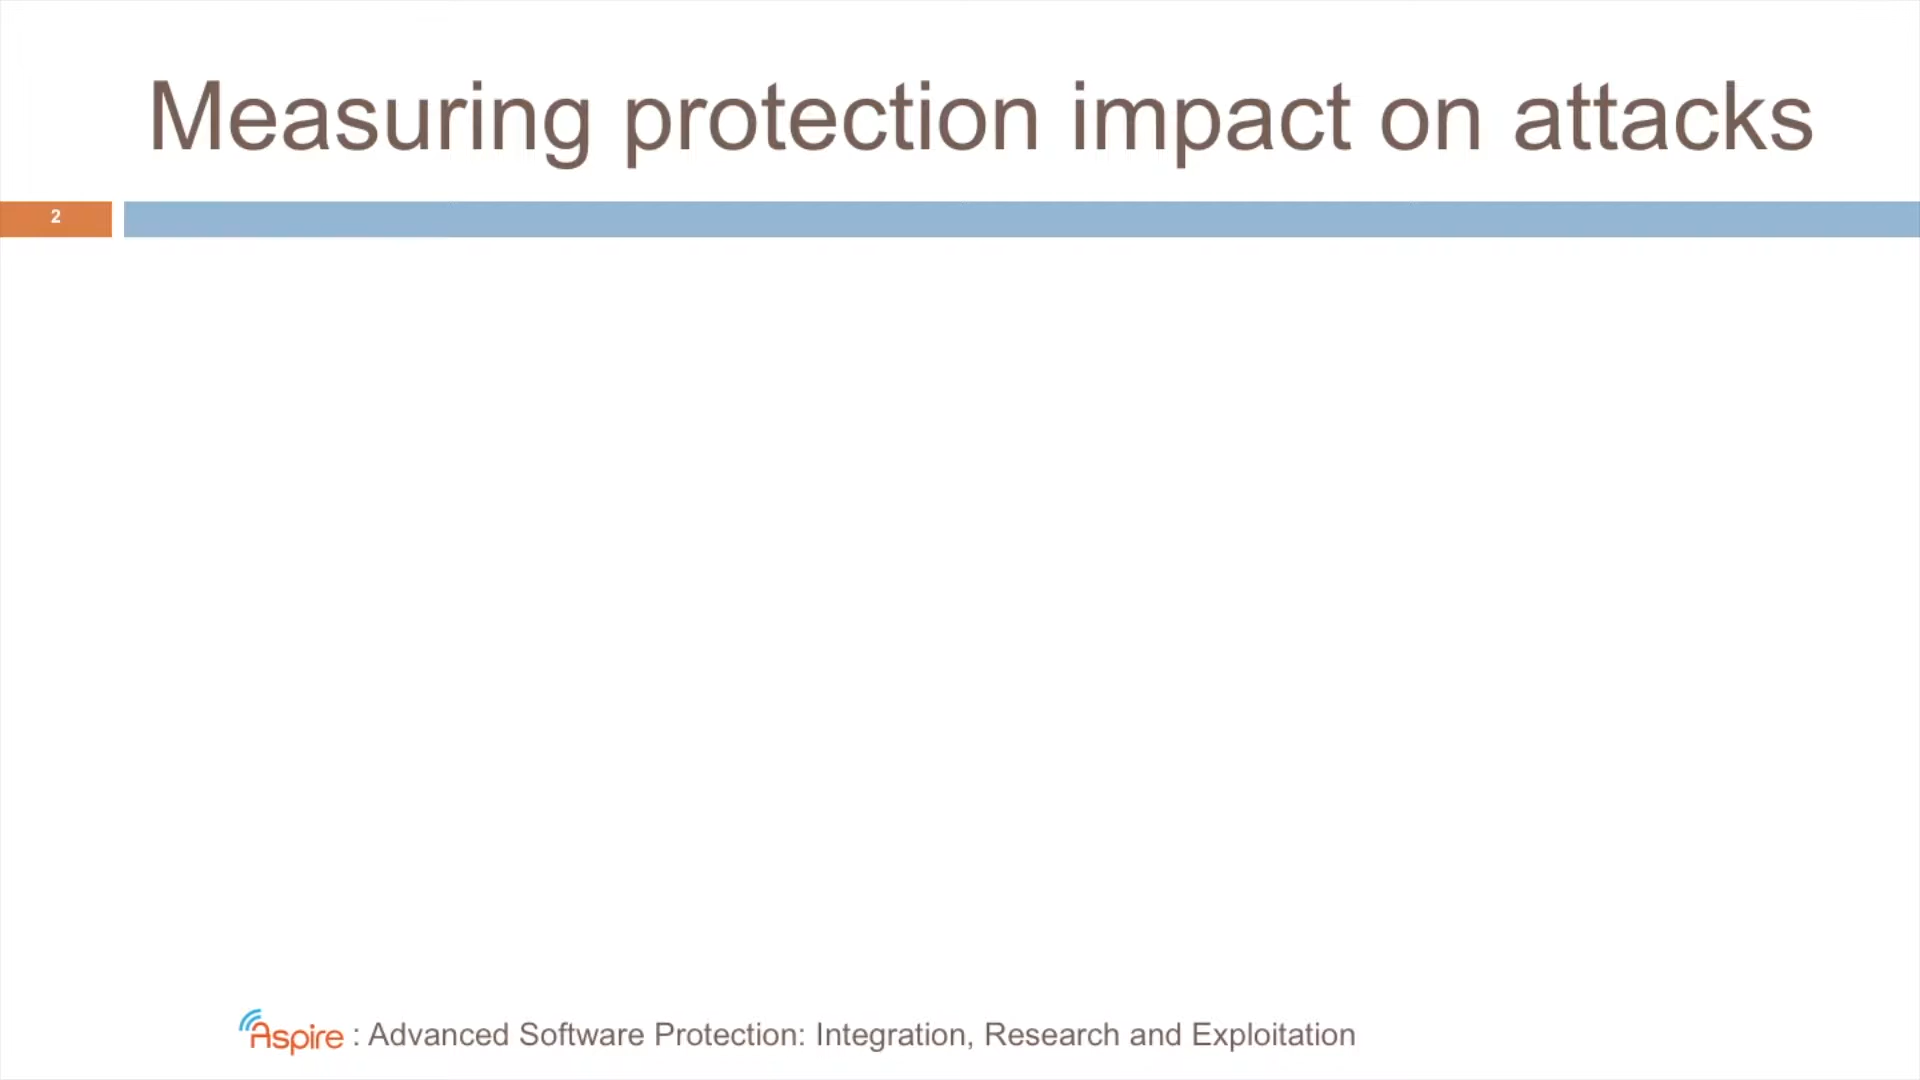 Measuring protection impact on attacks
2
Aspire : Advanced Software Protection: Integration, Research and Exploitation